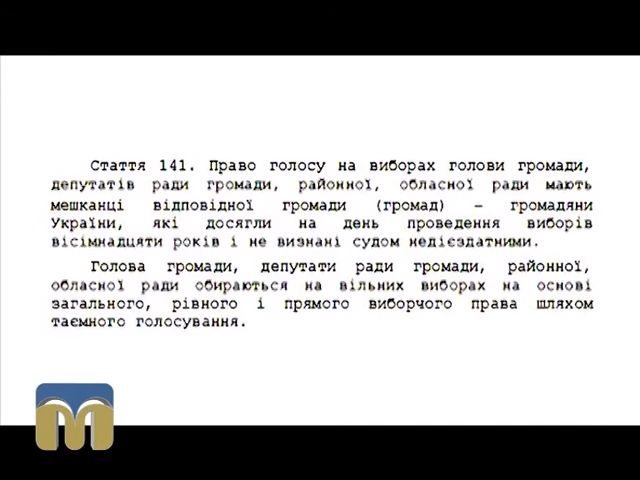 Стаття 141. Право голосу на виборах голови громади,
депутатів ради громади, районної, обласної ради мають
мешканці відповідної громади (громад) – громадяни
України, які досягли на день проведення виборів
вісімнадцяти років і не визнані судом недієздатними.
Голова громади, депутати ради громади, районної,
обласної ради обираються на вільних виборах на основі
загального, рівного і прямого виборчого права шляхом
таємного голосування.